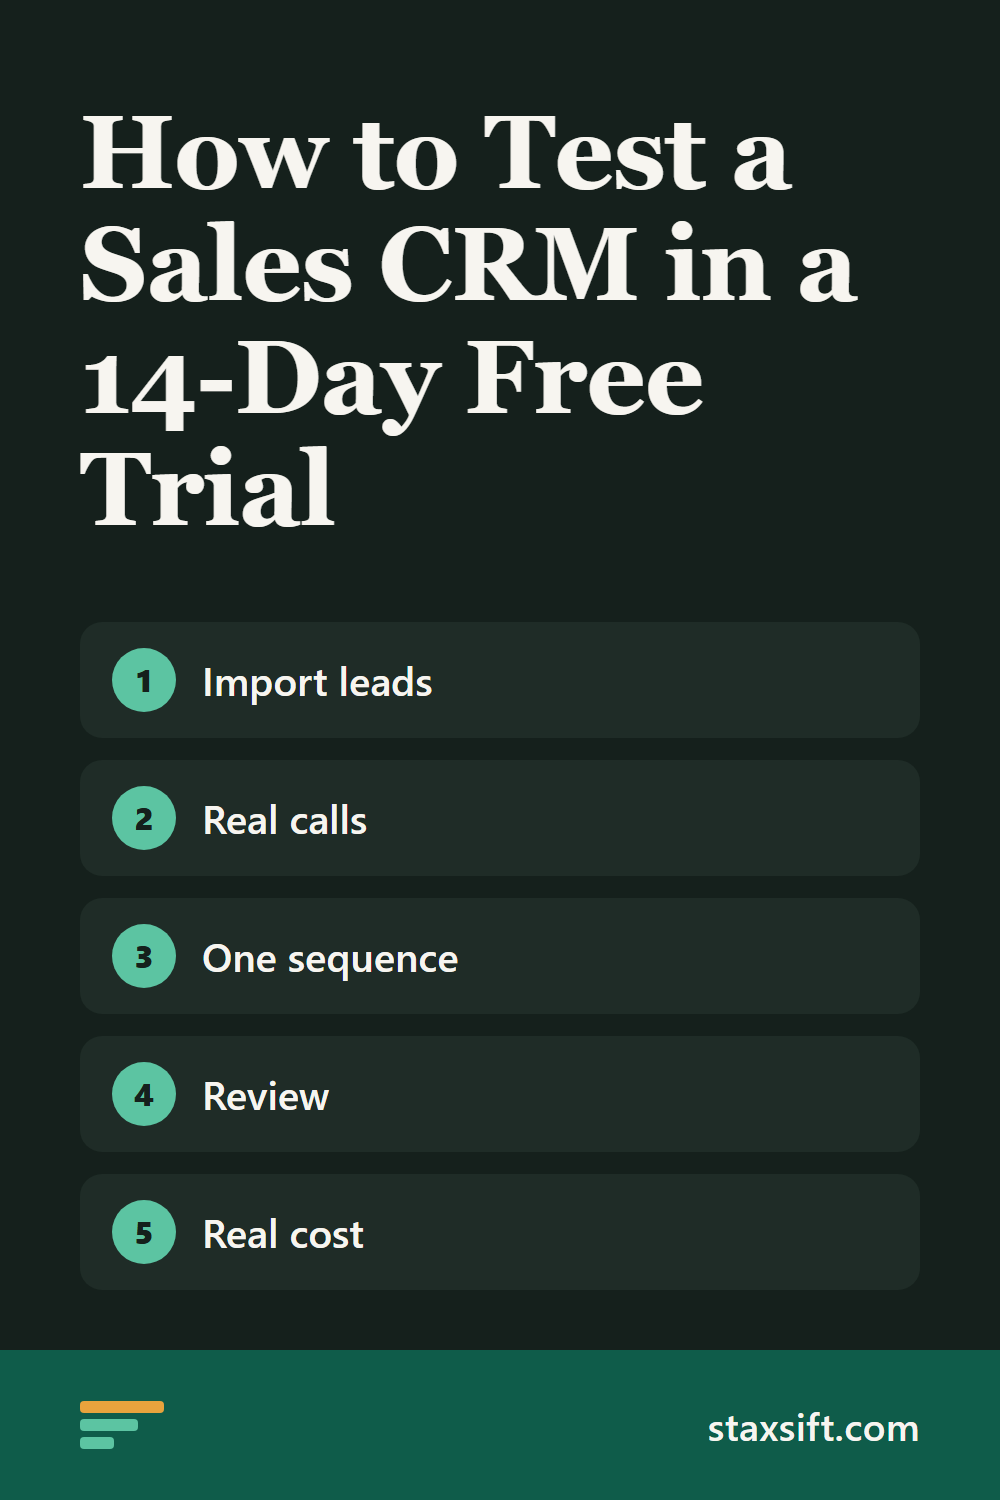 How to Test a
Sales CRM in a
14-Day Free
Trial
1 Import leads
2 Real calls
3 One sequence
4 Review
5 Real cost
staxsift.com